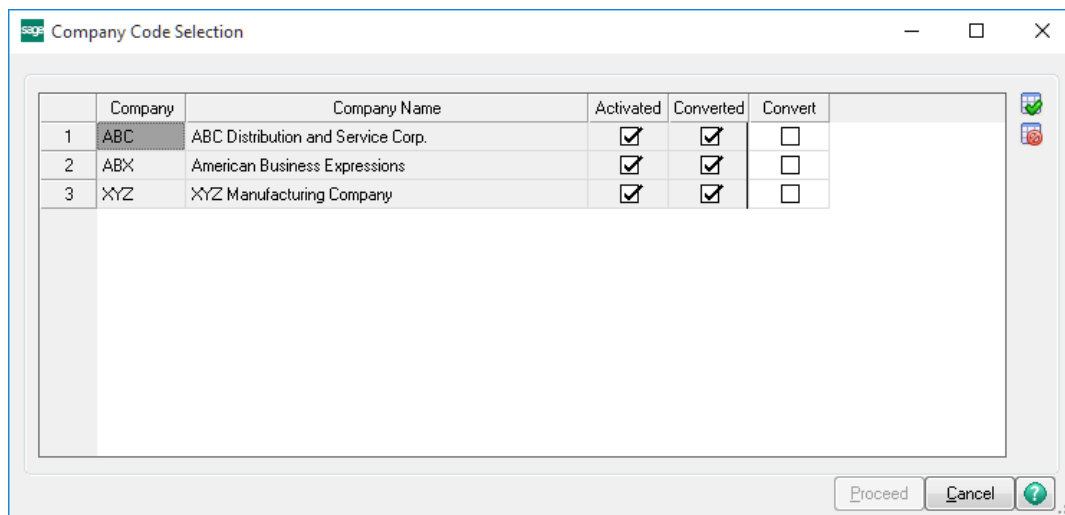 sage Company Code Selection
Company Company Name Activated Converted Convert
1 ABC ABC Distribution and Service Corp.
2 ABX American Business Expressions
3 XYZ XYZ Manufacturing Company
Proceed Cancel ?